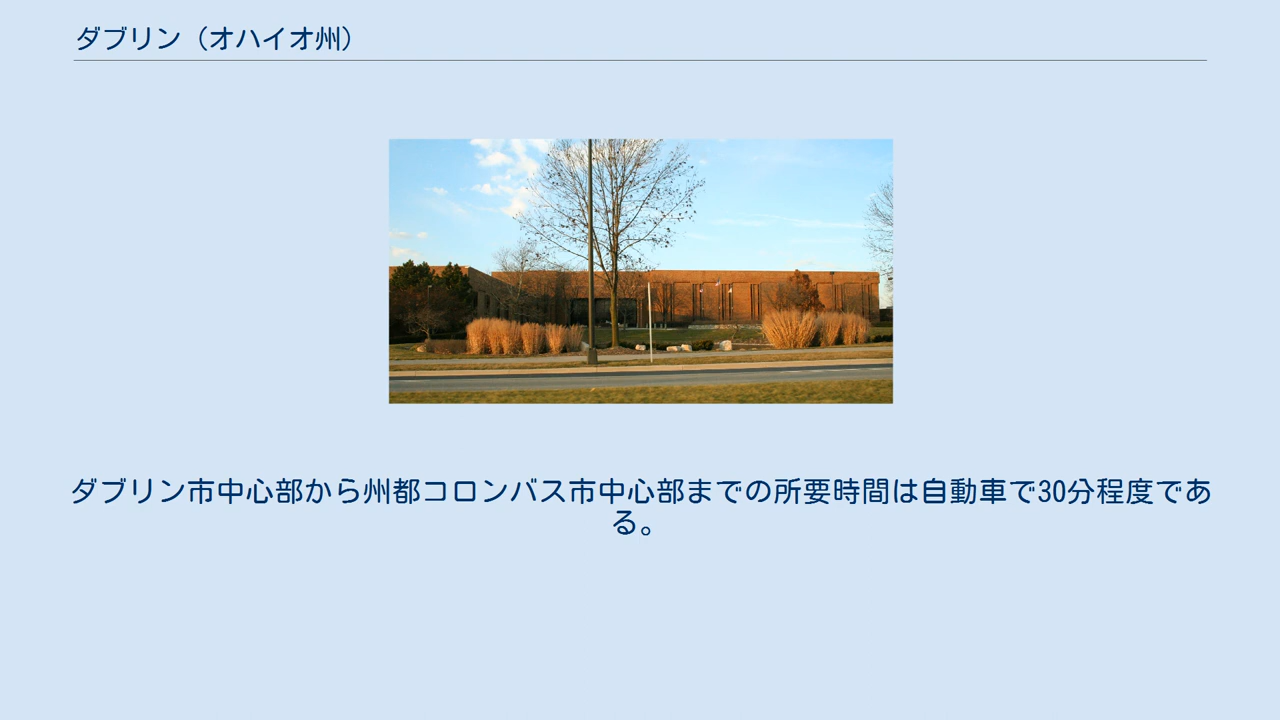 ダブリン（オハイオ州）
ダブリン市中心部から州都コロンバス市中心部までの所要時間は自動車で30分程度であ
る。